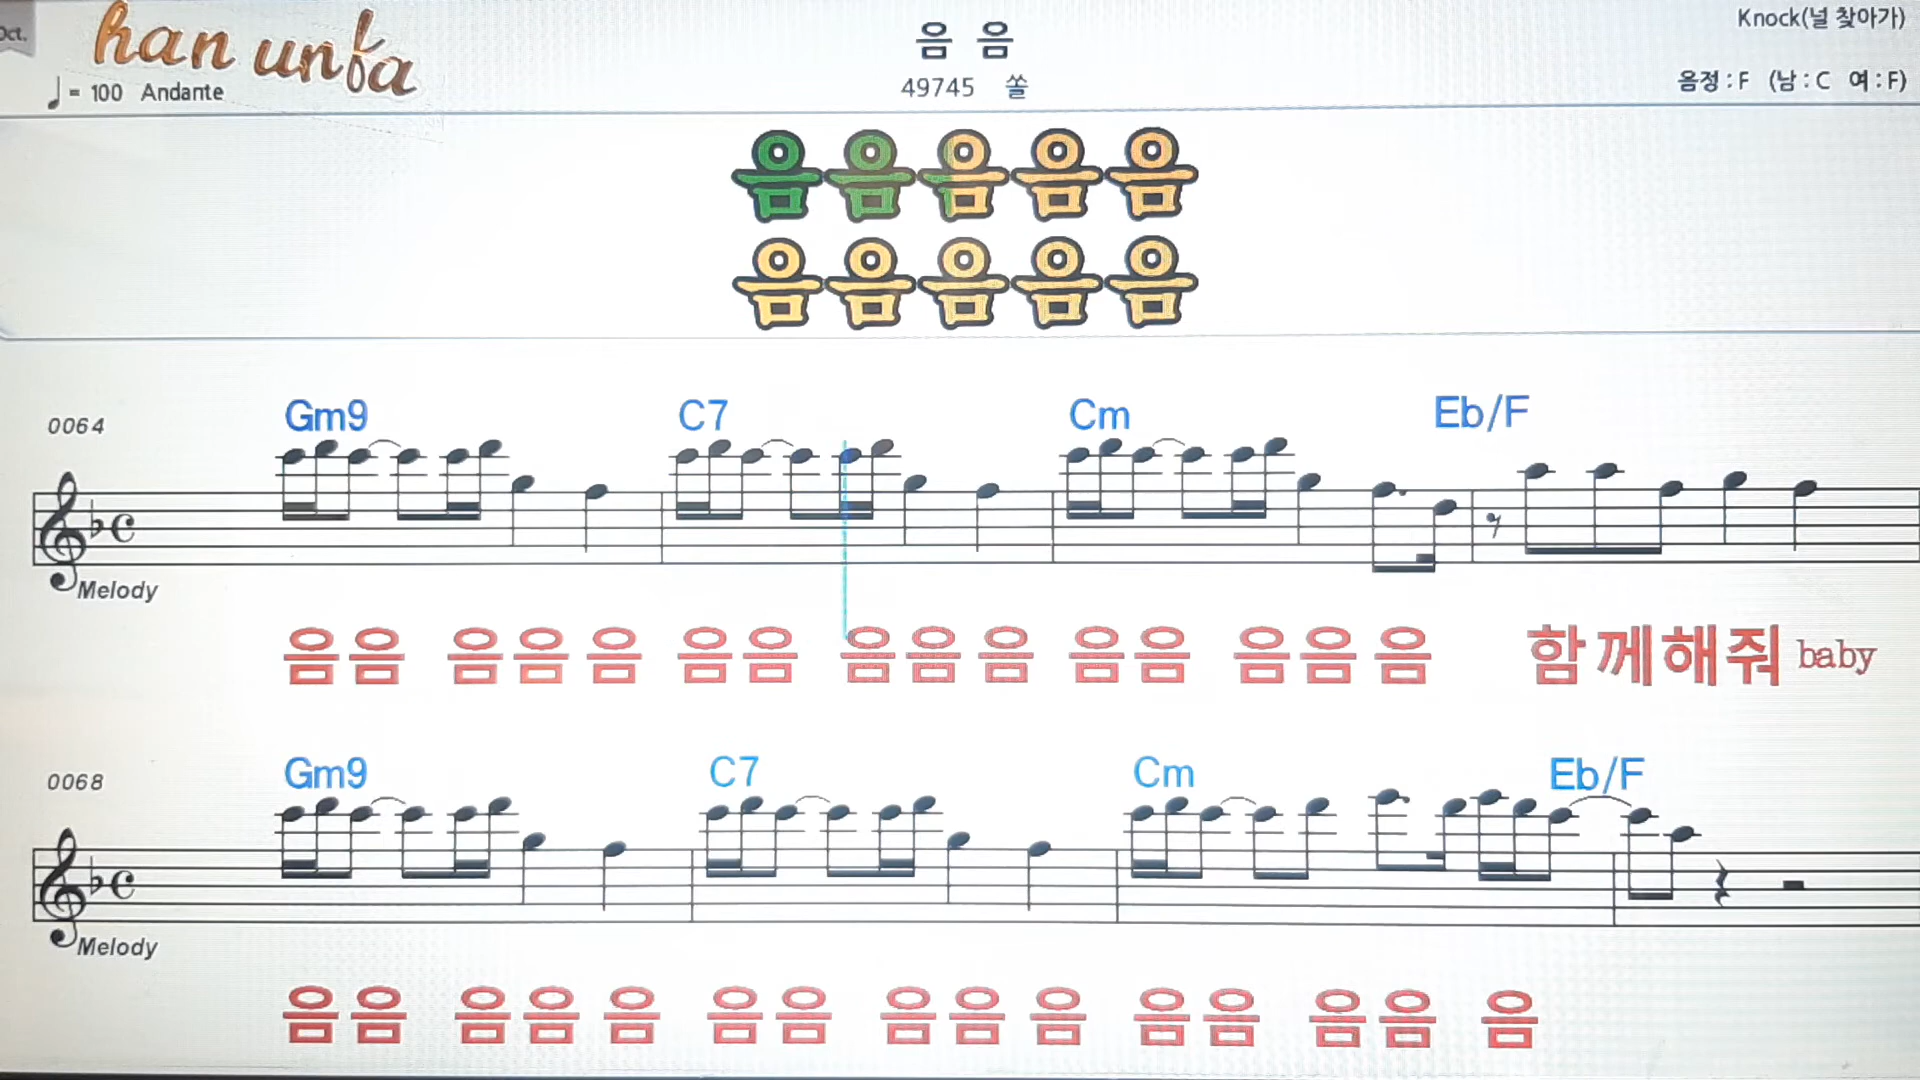 Oct.
han unfa
음 음
Knock(널 찾아가)
♩ = 100 Andante
49745 쏠
음정 : F (남 : C 여 : F)
음음음음음
음음음음음
0064
Gm9 C7 Cm Eb/F
Melody
음음 음음음 음음 음음음 음음 음음음 함께해줘 baby
0068
Gm9 C7 Cm Eb/F
Melody
음음 음음음 음음 음음음 음음 음음 음